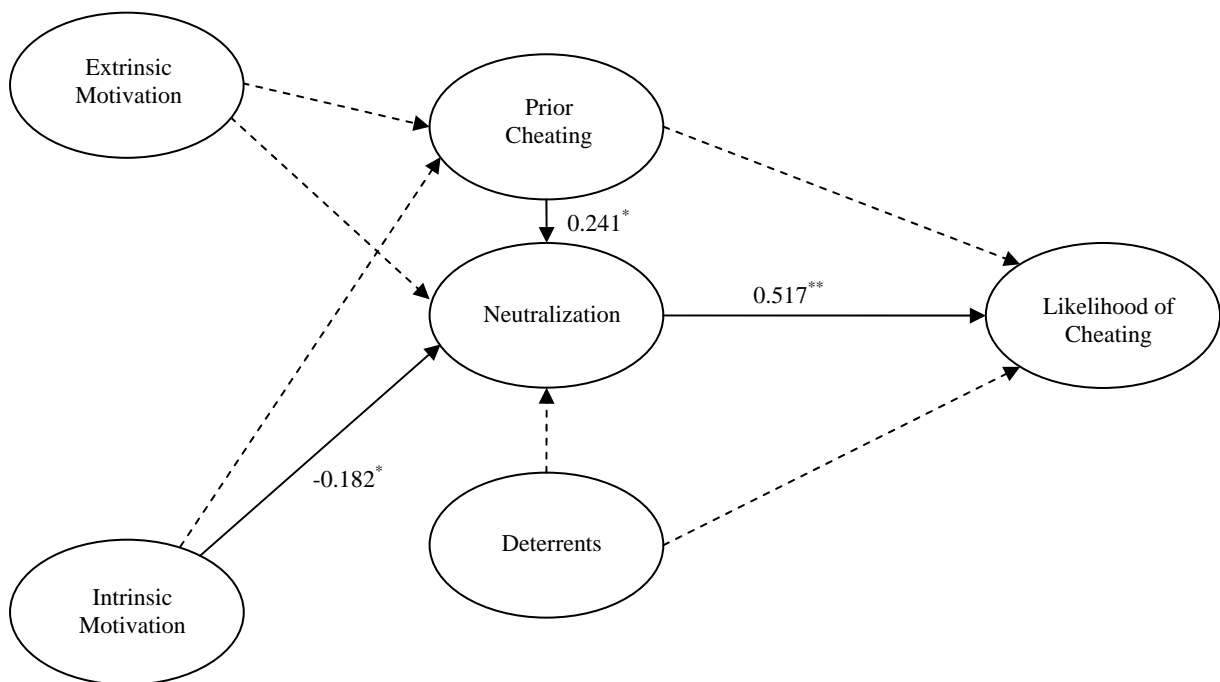 Extrinsic
Motivation
Prior
Cheating
0.241*
Neutralization
0.517**
Likelihood of
Cheating
-0.182*
Deterrents
Intrinsic
Motivation